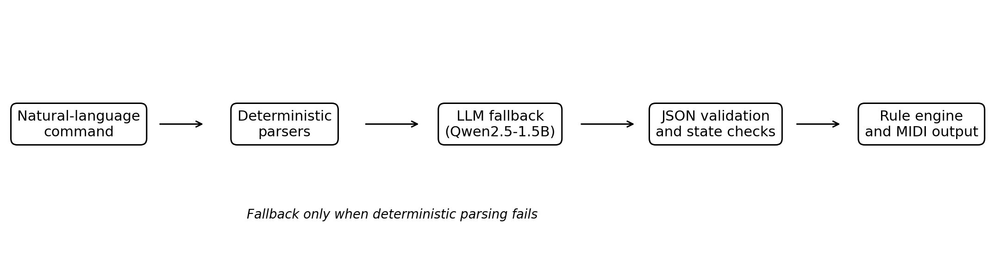 Natural-language
command
Deterministic
parsers
LLM fallback
(Qwen2.5-1.5B)
JSON validation
and state checks
Rule engine
and MIDI output
Fallback only when deterministic parsing fails